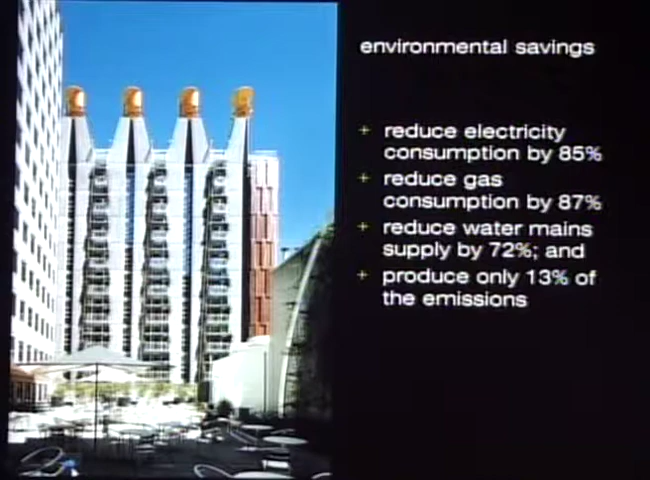 environmental savings
+ reduce electricity
consumption by 85%
+ reduce gas
consumption by 87%
+ reduce water mains
supply by 72%; and
+ produce only 13% of
the emissions